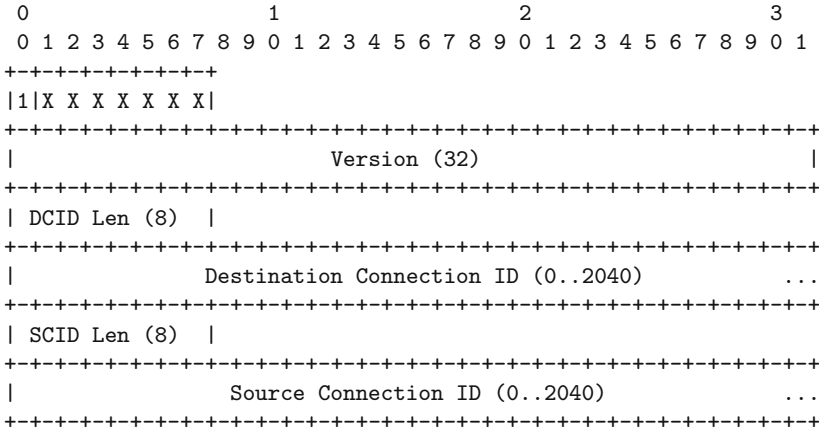 0                   1                   2                   3
 0 1 2 3 4 5 6 7 8 9 0 1 2 3 4 5 6 7 8 9 0 1 2 3 4 5 6 7 8 9 0 1
+-+-+-+-+-+-+-+-+
|1|X X X X X X X|
+-+-+-+-+-+-+-+-+-+-+-+-+-+-+-+-+-+-+-+-+-+-+-+-+-+-+-+-+-+-+-+-+
|                         Version (32)                          |
+-+-+-+-+-+-+-+-+-+-+-+-+-+-+-+-+-+-+-+-+-+-+-+-+-+-+-+-+-+-+-+-+
| DCID Len (8)  |
+-+-+-+-+-+-+-+-+-+-+-+-+-+-+-+-+-+-+-+-+-+-+-+-+-+-+-+-+-+-+-+-+
|               Destination Connection ID (0..2040)           ...
+-+-+-+-+-+-+-+-+-+-+-+-+-+-+-+-+-+-+-+-+-+-+-+-+-+-+-+-+-+-+-+-+
| SCID Len (8)  |
+-+-+-+-+-+-+-+-+-+-+-+-+-+-+-+-+-+-+-+-+-+-+-+-+-+-+-+-+-+-+-+-+
|                 Source Connection ID (0..2040)              ...
+-+-+-+-+-+-+-+-+-+-+-+-+-+-+-+-+-+-+-+-+-+-+-+-+-+-+-+-+-+-+-+-+